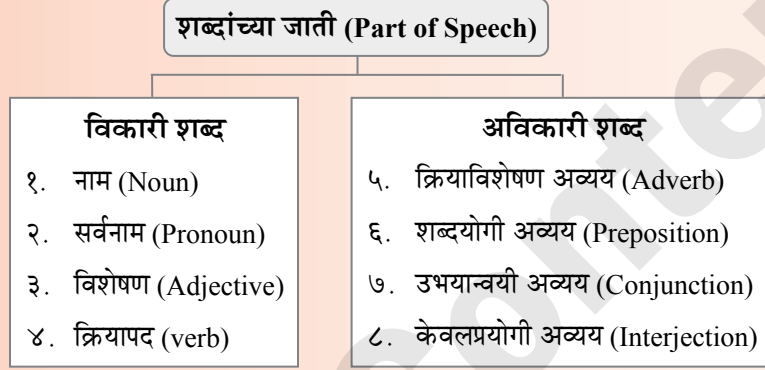 शब्दांच्या जाती (Part of Speech)
विकारी शब्द
१. नाम (Noun)
२. सर्वनाम (Pronoun)
३. विशेषण (Adjective)
४. क्रियापद (verb)
अविकारी शब्द
५. क्रियाविशेषण अव्यय (Adverb)
६. शब्दयोगी अव्यय (Preposition)
७. उभयान्वयी अव्यय (Conjunction)
८. केवलप्रयोगी अव्यय (Interjection)